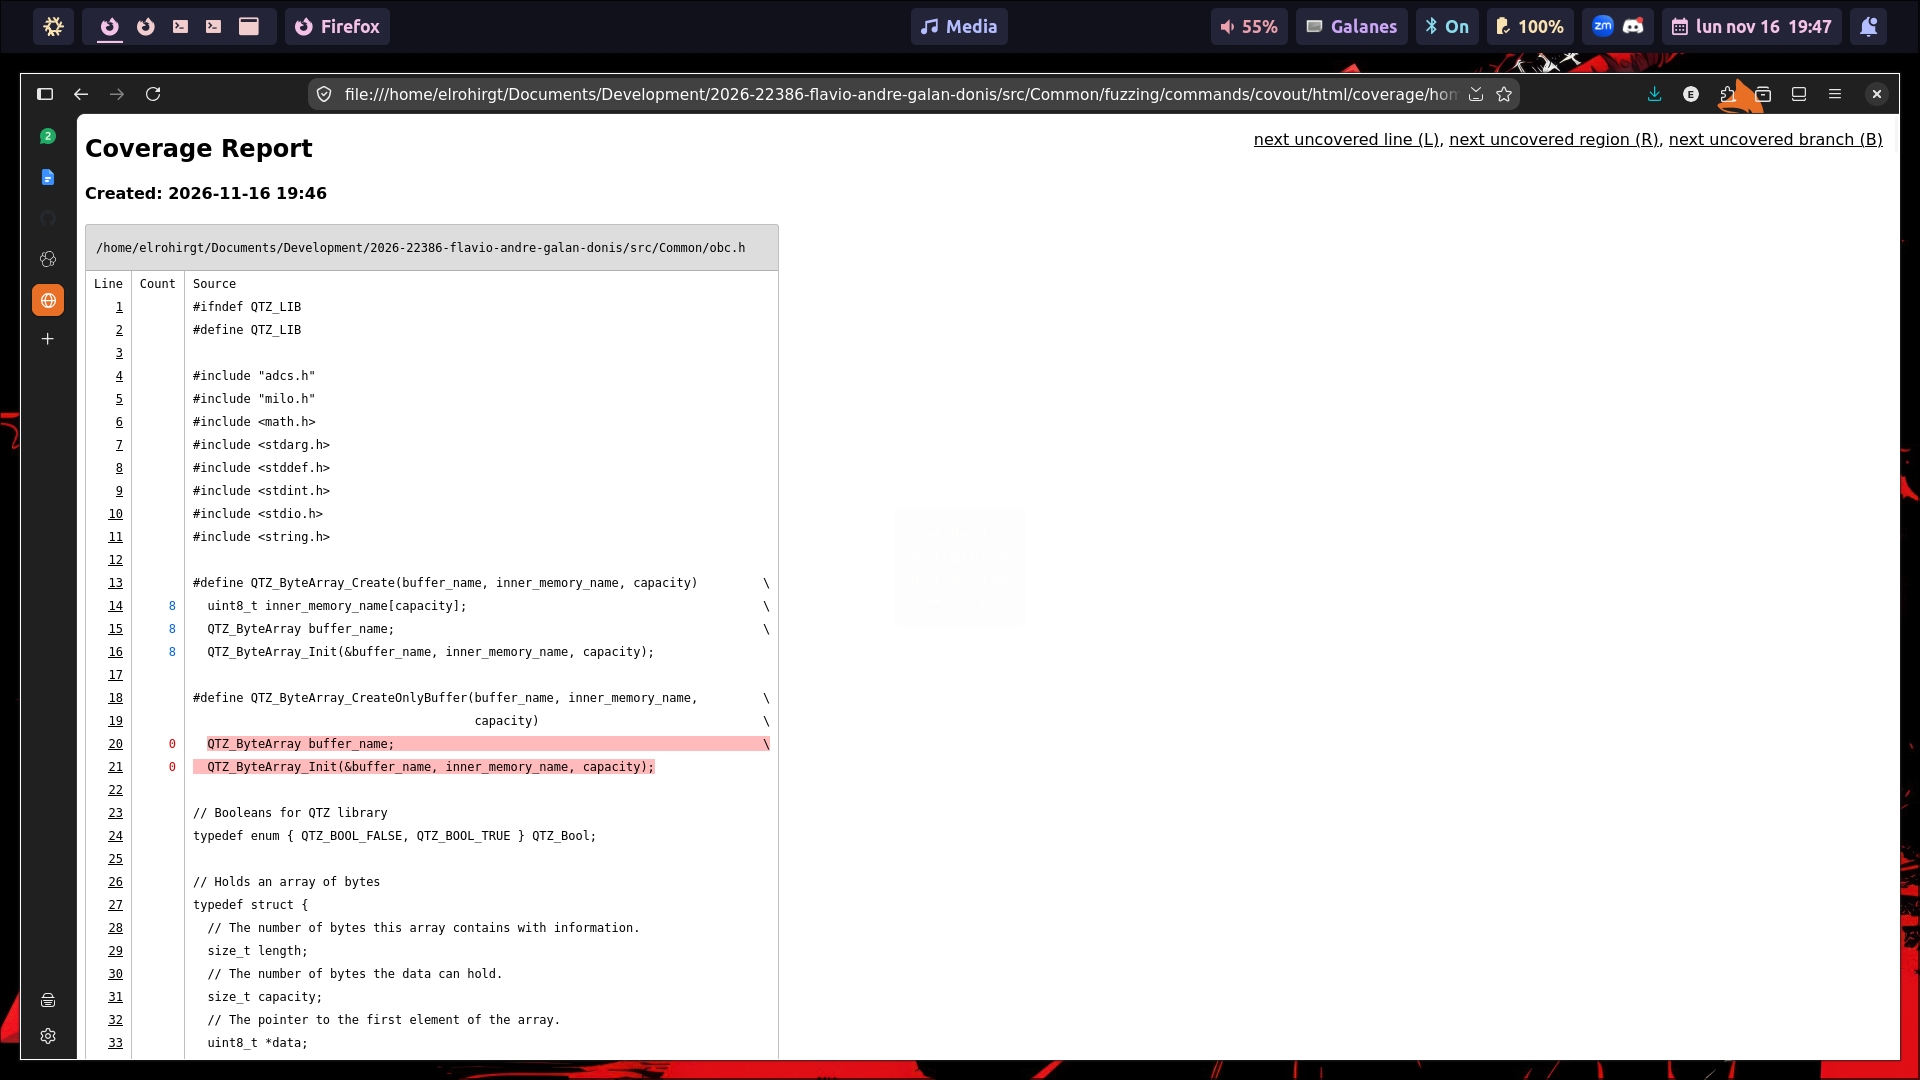 Firefox
Media
55%
Galanes
On
100%
zm
lun nov 16 19:47
file:///home/elrohirgt/Documents/Development/2026-22386-flavio-andre-galan-donis/src/Common/fuzzing/commands/covout/html/coverage/hom
E
2
Coverage Report
next uncovered line (L), next uncovered region (R), next uncovered branch (B)
Created: 2026-11-16 19:46
/home/elrohirgt/Documents/Development/2026-22386-flavio-andre-galan-donis/src/Common/obc.h
Line Count Source
1 #ifndef QTZ_LIB
2 #define QTZ_LIB
3
4 #include "adcs.h"
5 #include "milo.h"
6 #include <math.h>
7 #include <stdarg.h>
8 #include <stddef.h>
9 #include <stdint.h>
10 #include <stdio.h>
11 #include <string.h>
12
13 #define QTZ_ByteArray_Create(buffer_name, inner_memory_name, capacity) \
14 8 uint8_t inner_memory_name[capacity]; \
15 8 QTZ_ByteArray buffer_name; \
16 8 QTZ_ByteArray_Init(&buffer_name, inner_memory_name, capacity);
17
18 #define QTZ_ByteArray_CreateOnlyBuffer(buffer_name, inner_memory_name, \
19 capacity) \
20 0 QTZ_ByteArray buffer_name; \
21 0 QTZ_ByteArray_Init(&buffer_name, inner_memory_name, capacity);
22
23 // Booleans for QTZ library
24 typedef enum { QTZ_BOOL_FALSE, QTZ_BOOL_TRUE } QTZ_Bool;
25
26 // Holds an array of bytes
27 typedef struct {
28 // The number of bytes this array contains with information.
29 size_t length;
30 // The number of bytes the data can hold.
31 size_t capacity;
32 // The pointer to the first element of the array.
33 uint8_t *data;